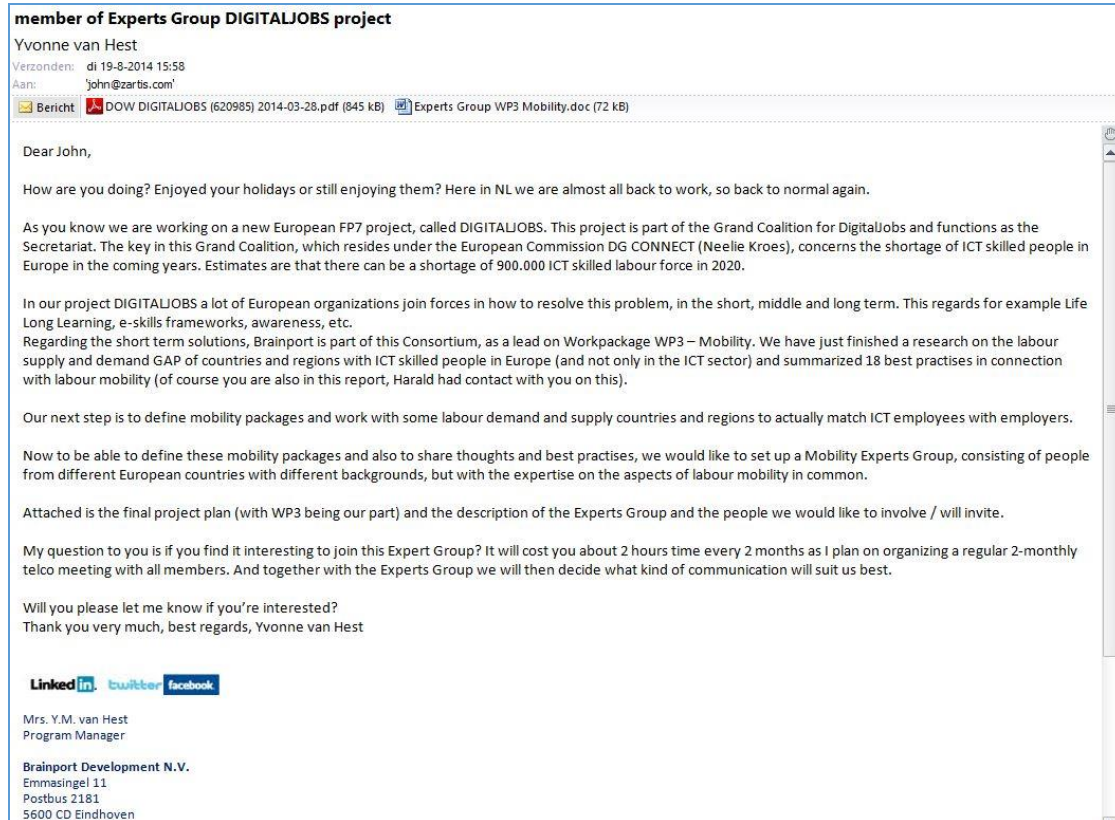 member of Experts Group DIGITALJOBS project
Yvonne van Hest
Verzonden: di 19-8-2014 15:58
Aan: 'john@zartis.com'
Bericht DOW DIGITALJOBS (620985) 2014-03-28.pdf (845 kB) Experts Group WP3 Mobility.doc (72 kB)
Dear John,
How are you doing? Enjoyed your holidays or still enjoying them? Here in NL we are almost all back to work, so back to normal again.
As you know we are working on a new European FP7 project, called DIGITALJOBS. This project is part of the Grand Coalition for DigitalJobs and functions as the
Secretariat. The key in this Grand Coalition, which resides under the European Commission DG CONNECT (Neelie Kroes), concerns the shortage of ICT skilled people in
Europe in the coming years. Estimates are that there can be a shortage of 900.000 ICT skilled labour force in 2020.
In our project DIGITALJOBS a lot of European organizations join forces in how to resolve this problem, in the short, middle and long term. This regards for example Life
Long Learning, e-skills frameworks, awareness, etc.
Regarding the short term solutions, Brainport is part of this Consortium, as a lead on Workpackage WP3 – Mobility. We have just finished a research on the labour
supply and demand GAP of countries and regions with ICT skilled people in Europe (and not only in the ICT sector) and summarized 18 best practises in connection
with labour mobility (of course you are also in this report, Harald had contact with you on this).
Our next step is to define mobility packages and work with some labour demand and supply countries and regions to actually match ICT employees with employers.
Now to be able to define these mobility packages and also to share thoughts and best practises, we would like to set up a Mobility Experts Group, consisting of people
from different European countries with different backgrounds, but with the expertise on the aspects of labour mobility in common.
Attached is the final project plan (with WP3 being our part) and the description of the Experts Group and the people we would like to involve / will invite.
My question to you is if you find it interesting to join this Expert Group? It will cost you about 2 hours time every 2 months as I plan on organizing a regular 2-monthly
telco meeting with all members. And together with the Experts Group we will then decide what kind of communication will suit us best.
Will you please let me know if you're interested?
Thank you very much, best regards, Yvonne van Hest
Linked in. twitter facebook
Mrs. Y.M. van Hest
Program Manager
Brainport Development N.V.
Emmasingel 11
Postbus 2181
5600 CD Eindhoven